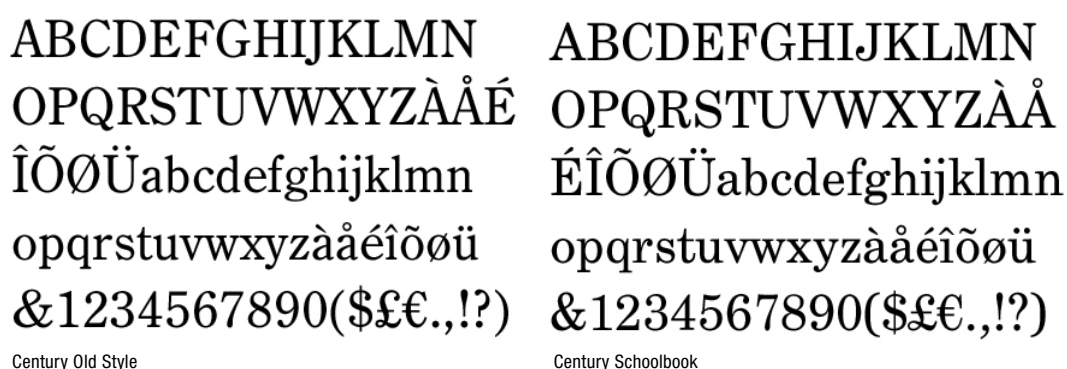 ABCDEFGHIJKLMN
OPQRSTUVWXYZÀÅÉ
ÎÕØÜabcdefghijklmn
opqrstuvwxyzàåéîõøü
&1234567890($£€.,!?)
Century Old Style
ABCDEFGHIJKLMN
OPQRSTUVWXYZÀÅ
ÉÎÕØÜabcdefghijklmn
opqrstuvwxyzàåéîõøü
&1234567890($£€.,!?)
Century Schoolbook